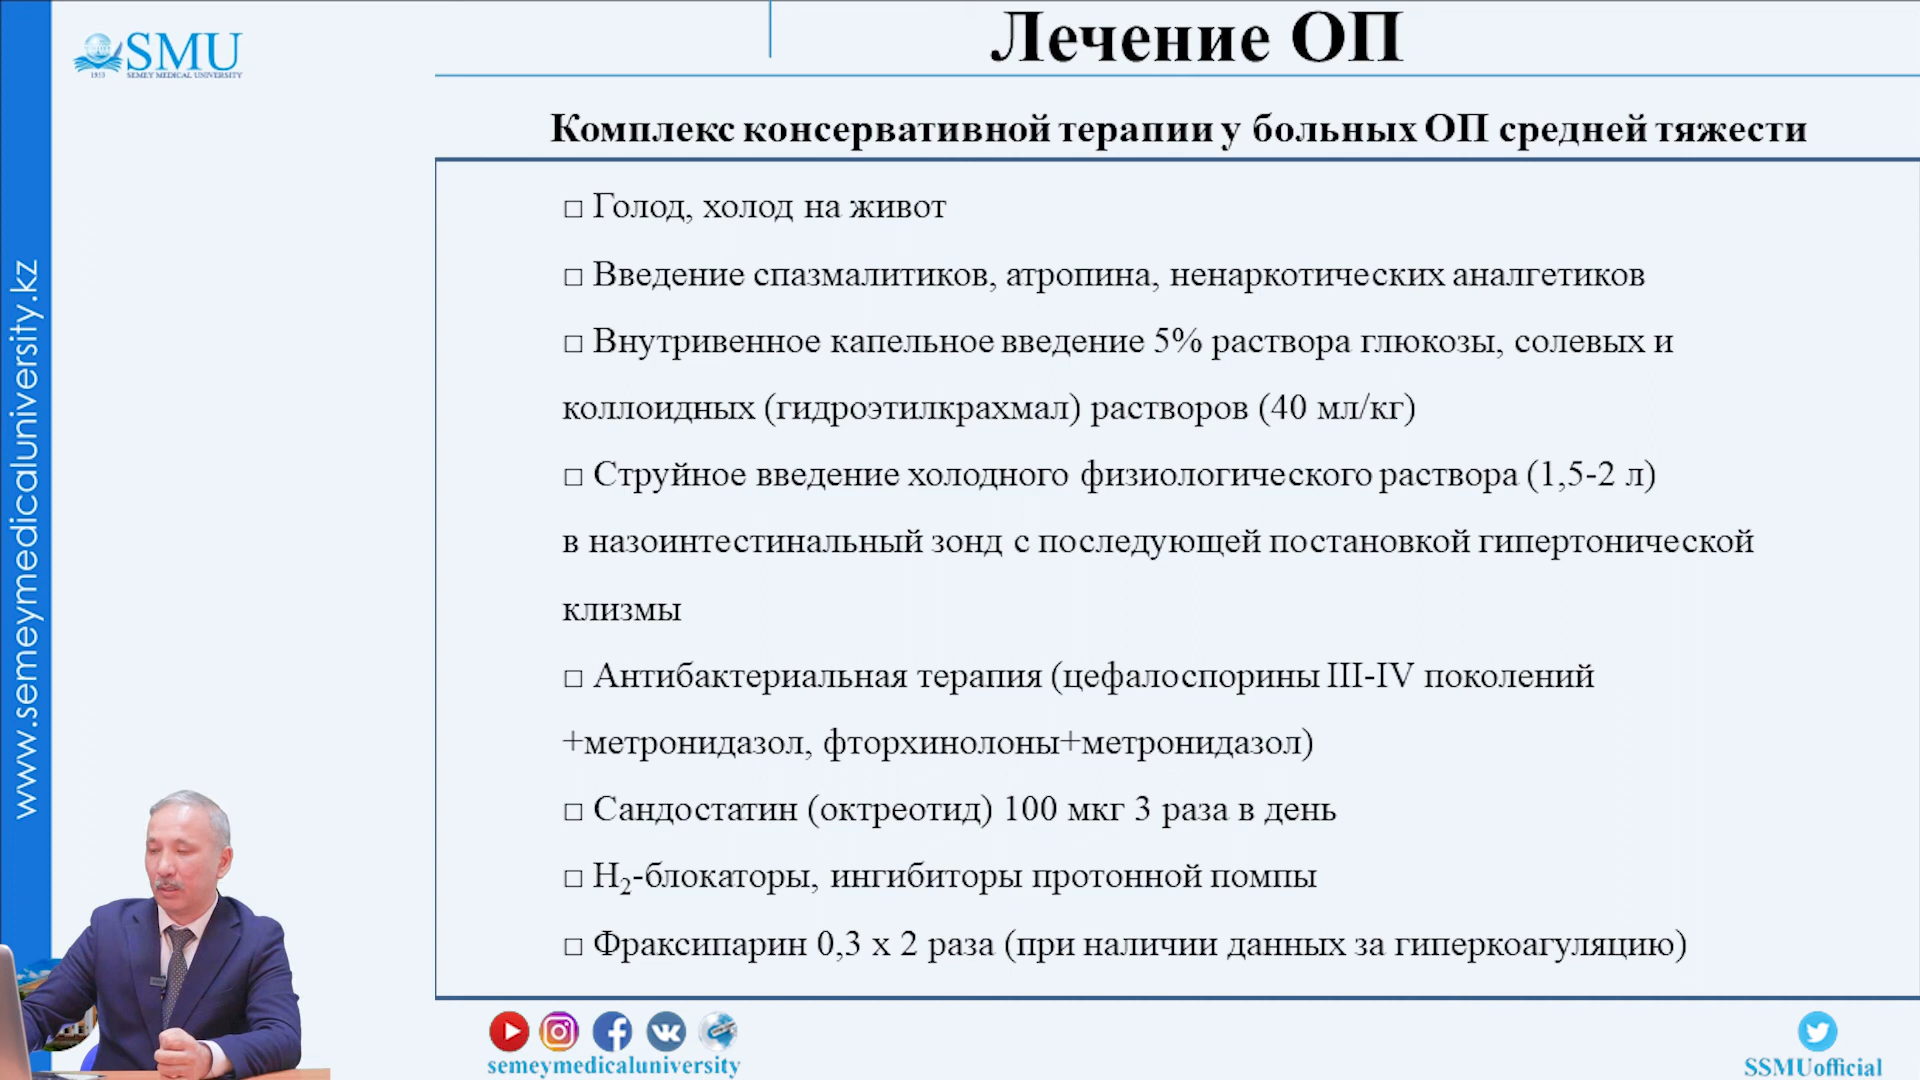 SMU
1953 SEMEY MEDICAL UNIVERSITY
www.semeymedicaluniversity.kz
Лечение ОП
Комплекс консервативной терапии у больных ОП средней тяжести
□ Голод, холод на живот
□ Введение спазмалитиков, атропина, ненаркотических аналгетиков
□ Внутривенное капельное введение 5% раствора глюкозы, солевых и
коллоидных (гидроэтилкрахмал) растворов (40 мл/кг)
□ Струйное введение холодного физиологического раствора (1,5-2 л)
в назоинтестинальный зонд с последующей постановкой гипертонической
клизмы
□ Антибактериальная терапия (цефалоспорины III-IV поколений
+метронидазол, фторхинолоны+метронидазол)
□ Сандостатин (октреотид) 100 мкг 3 раза в день
□ H₂-блокаторы, ингибиторы протонной помпы
□ Фраксипарин 0,3 х 2 раза (при наличии данных за гиперкоагуляцию)
semeymedicaluniversity
SSMUofficial